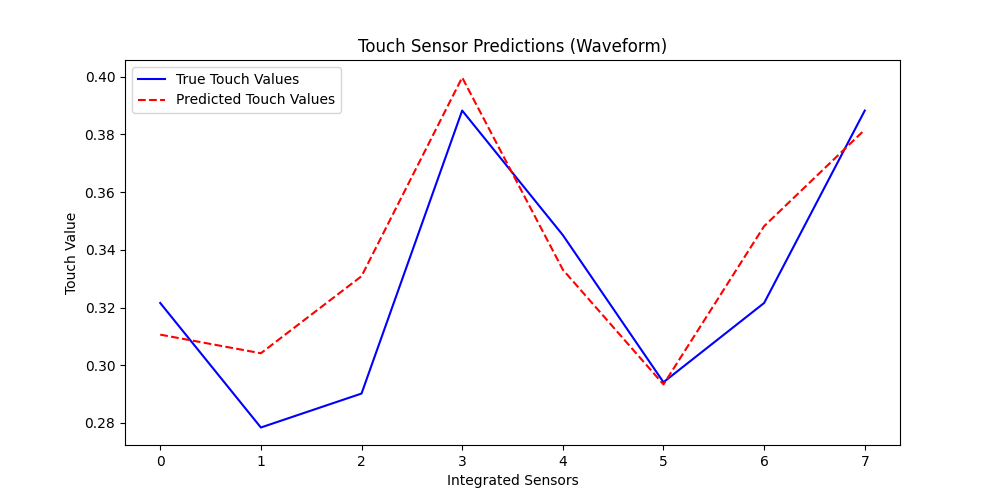 Touch Sensor Predictions (Waveform)
True Touch Values
Predicted Touch Values
Touch Value
0.40
0.38
0.36
0.34
0.32
0.30
0.28
0 1 2 3 4 5 6 7
Integrated Sensors